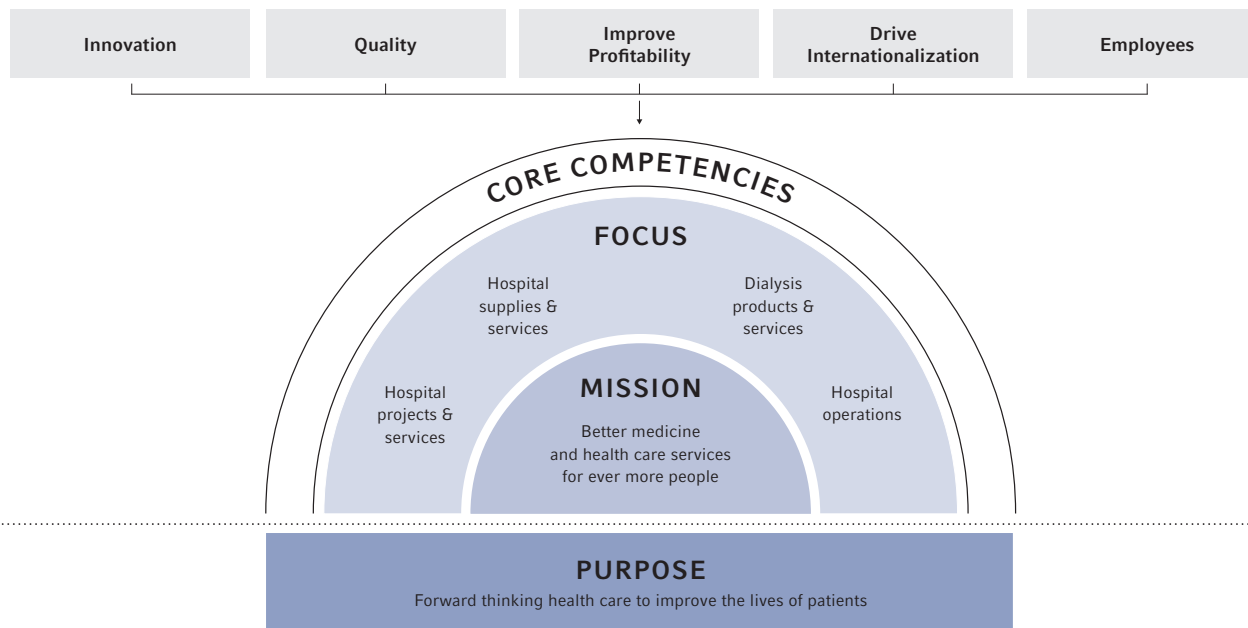 Innovation
Quality
Improve
Profitability
Drive
Internationalization
Employees
CORE COMPETENCIES
FOCUS
Hospital
supplies &
services
Dialysis
products &
services
Hospital
projects &
services
Hospital
operations
MISSION
Better medicine
and health care services
for ever more people
PURPOSE
Forward thinking health care to improve the lives of patients